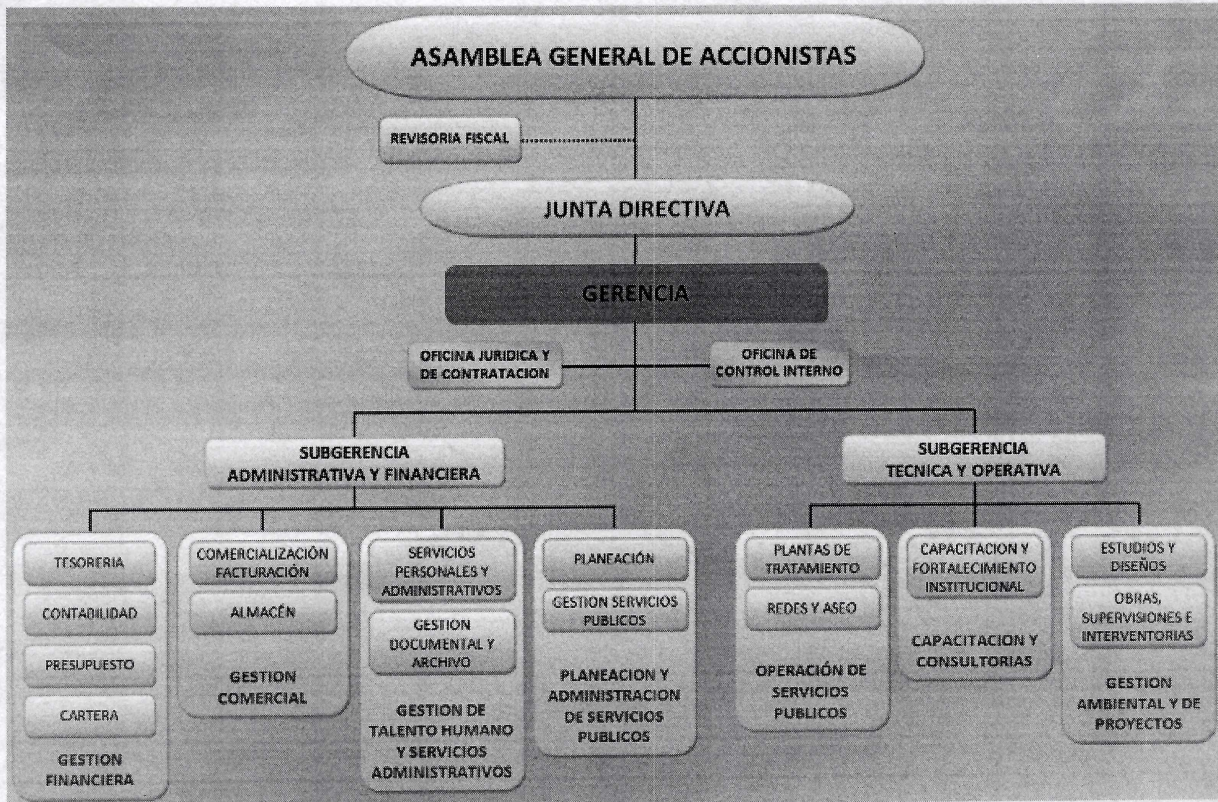 ASAMBLEA GENERAL DE ACCIONISTAS
REVISORIA FISCAL
JUNTA DIRECTIVA
GERENCIA
OFICINA JURIDICA Y
DE CONTRATACION
OFICINA DE
CONTROL INTERNO
SUBGERENCIA
ADMINISTRATIVA Y FINANCIERA
SUBGERENCIA
TECNICA Y OPERATIVA
TESORERIA
CONTABILIDAD
PRESUPUESTO
CARTERA
GESTION
FINANCIERA
COMERCIALIZACIÓN
FACTURACIÓN
ALMACÉN
GESTION
COMERCIAL
SERVICIOS
PERSONALES Y
ADMINISTRATIVOS
GESTION
DOCUMENTAL Y
ARCHIVO
GESTION DE
TALENTO HUMANO
Y SERVICIOS
ADMINISTRATIVOS
PLANEACIÓN
GESTION SERVICIOS
PUBLICOS
PLANEACION Y
ADMINISTRACION
DE SERVICIOS
PUBLICOS
PLANTAS DE
TRATAMIENTO
REDES Y ASEO
OPERACIÓN DE
SERVICIOS
PUBLICOS
CAPACITACION Y
FORTALECIMIENTO
INSTITUCIONAL
CAPACITACION Y
CONSULTORIAS
ESTUDIOS Y
DISEÑOS
OBRAS,
SUPERVISIONES E
INTERVENTORIAS
GESTION
AMBIENTAL Y DE
PROYECTOS